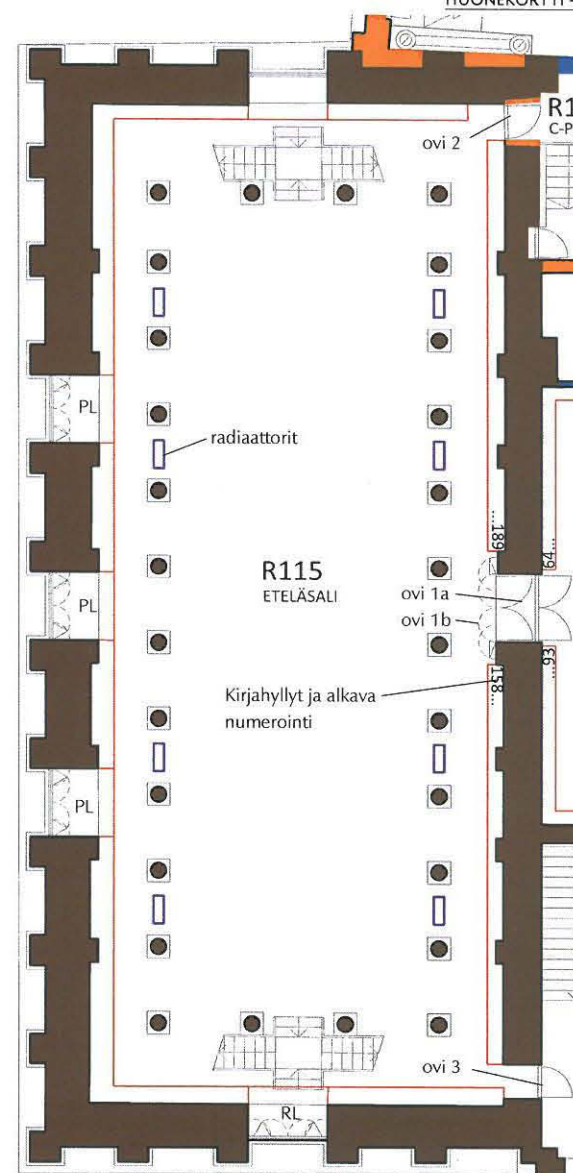 R1
C-P
ovi 2
PL
radiaattorit
...189
64...
R115
ETELÄSALI
ovi 1a
ovi 1b
PL
...63
158...
Kirjahyllyt ja alkava
numerointi
PL
ovi 3
RL